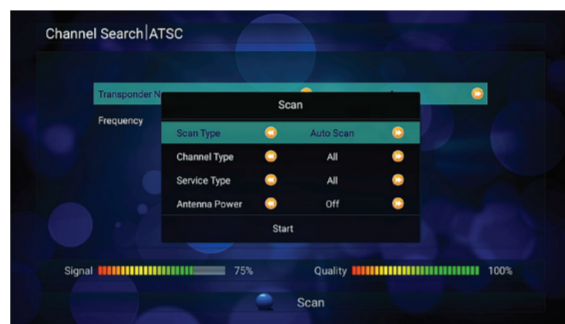 Channel Search|ATSC
Transponder N
Scan
Frequency
Scan Type Auto Scan
Channel Type All
Service Type All
Antenna Power Off
Start
Signal 75% Quality 100%
Scan